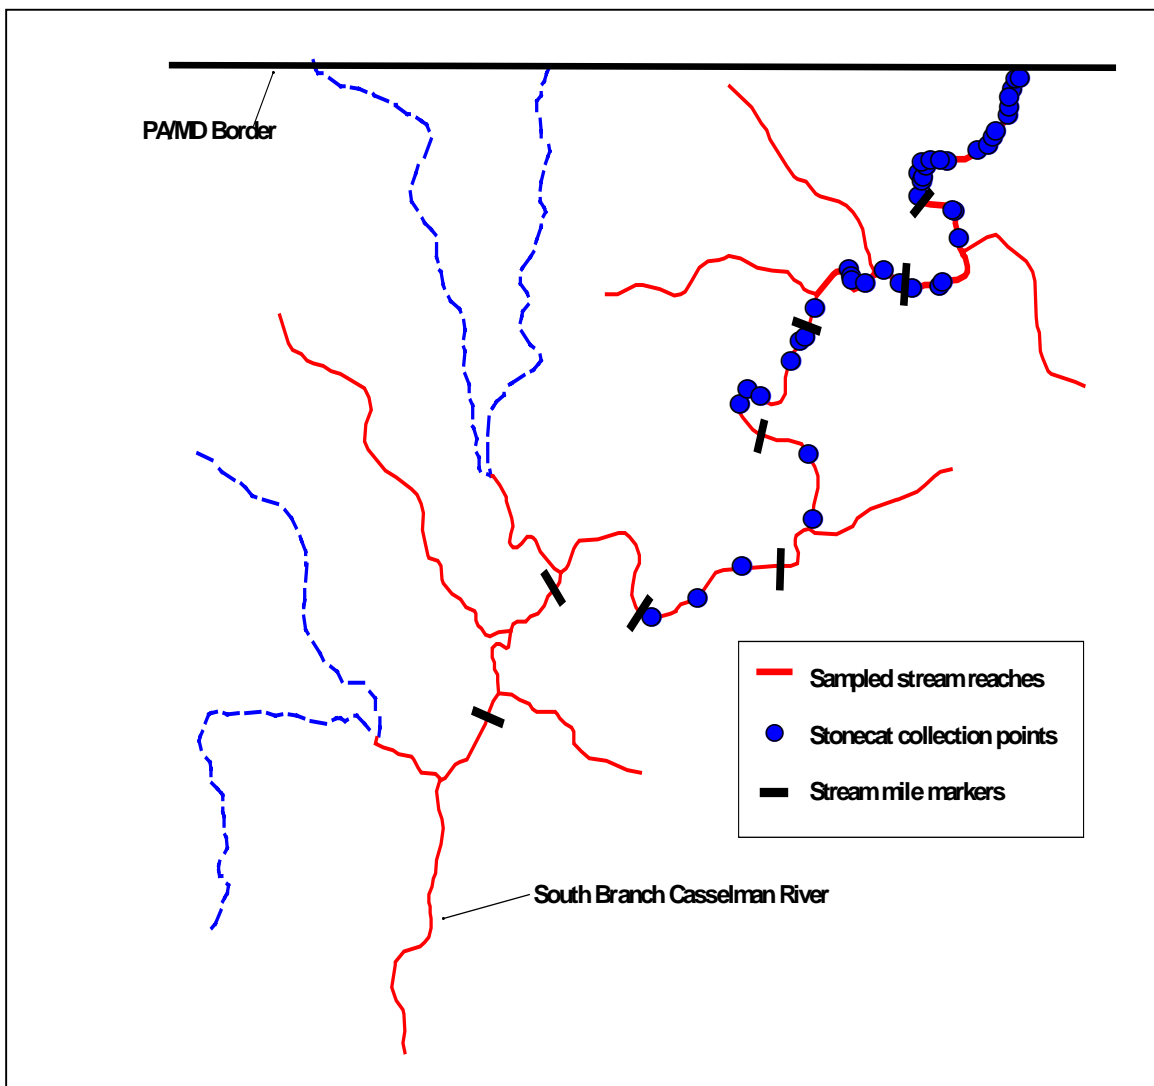 PA/MD Border
Sampled stream reaches
Stonecat collection points
Stream mile markers
South Branch Casselman River